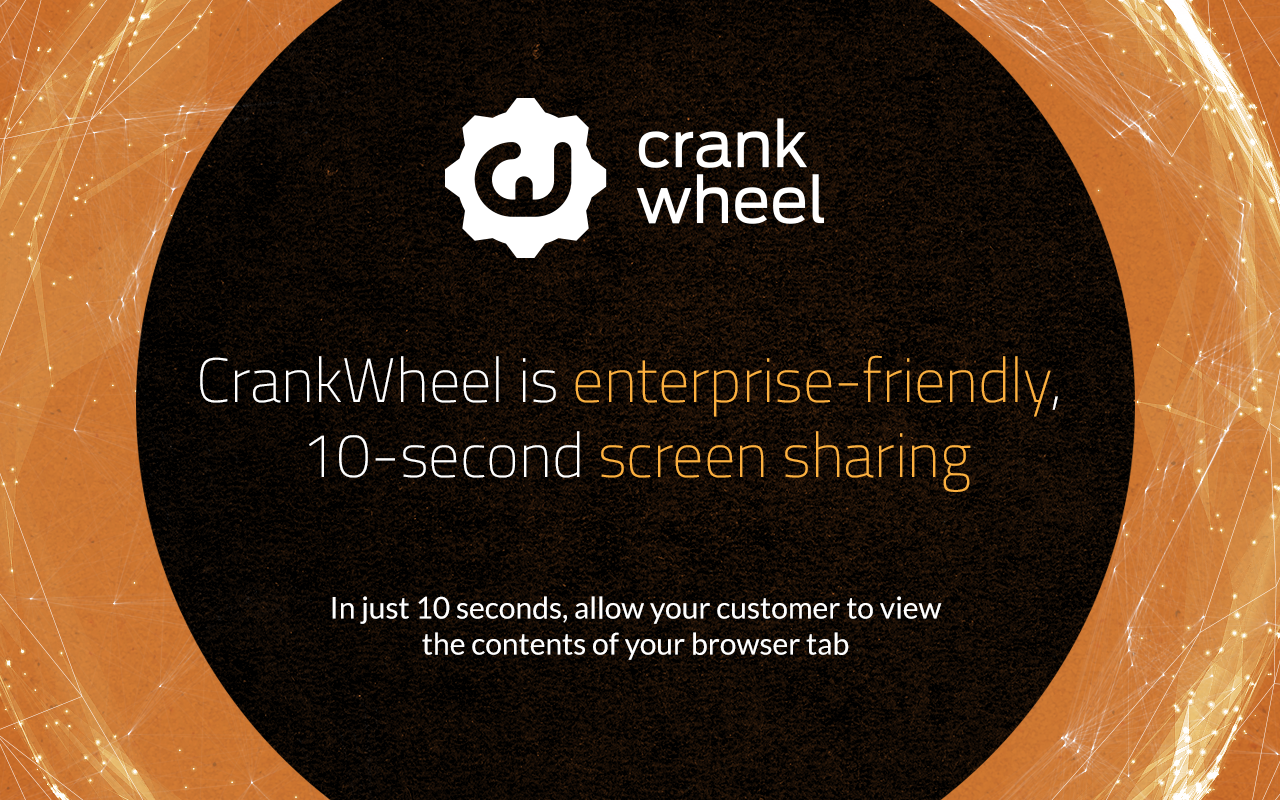 crank
wheel
CrankWheel is enterprise-friendly,
10-second screen sharing
In just 10 seconds, allow your customer to view
the contents of your browser tab